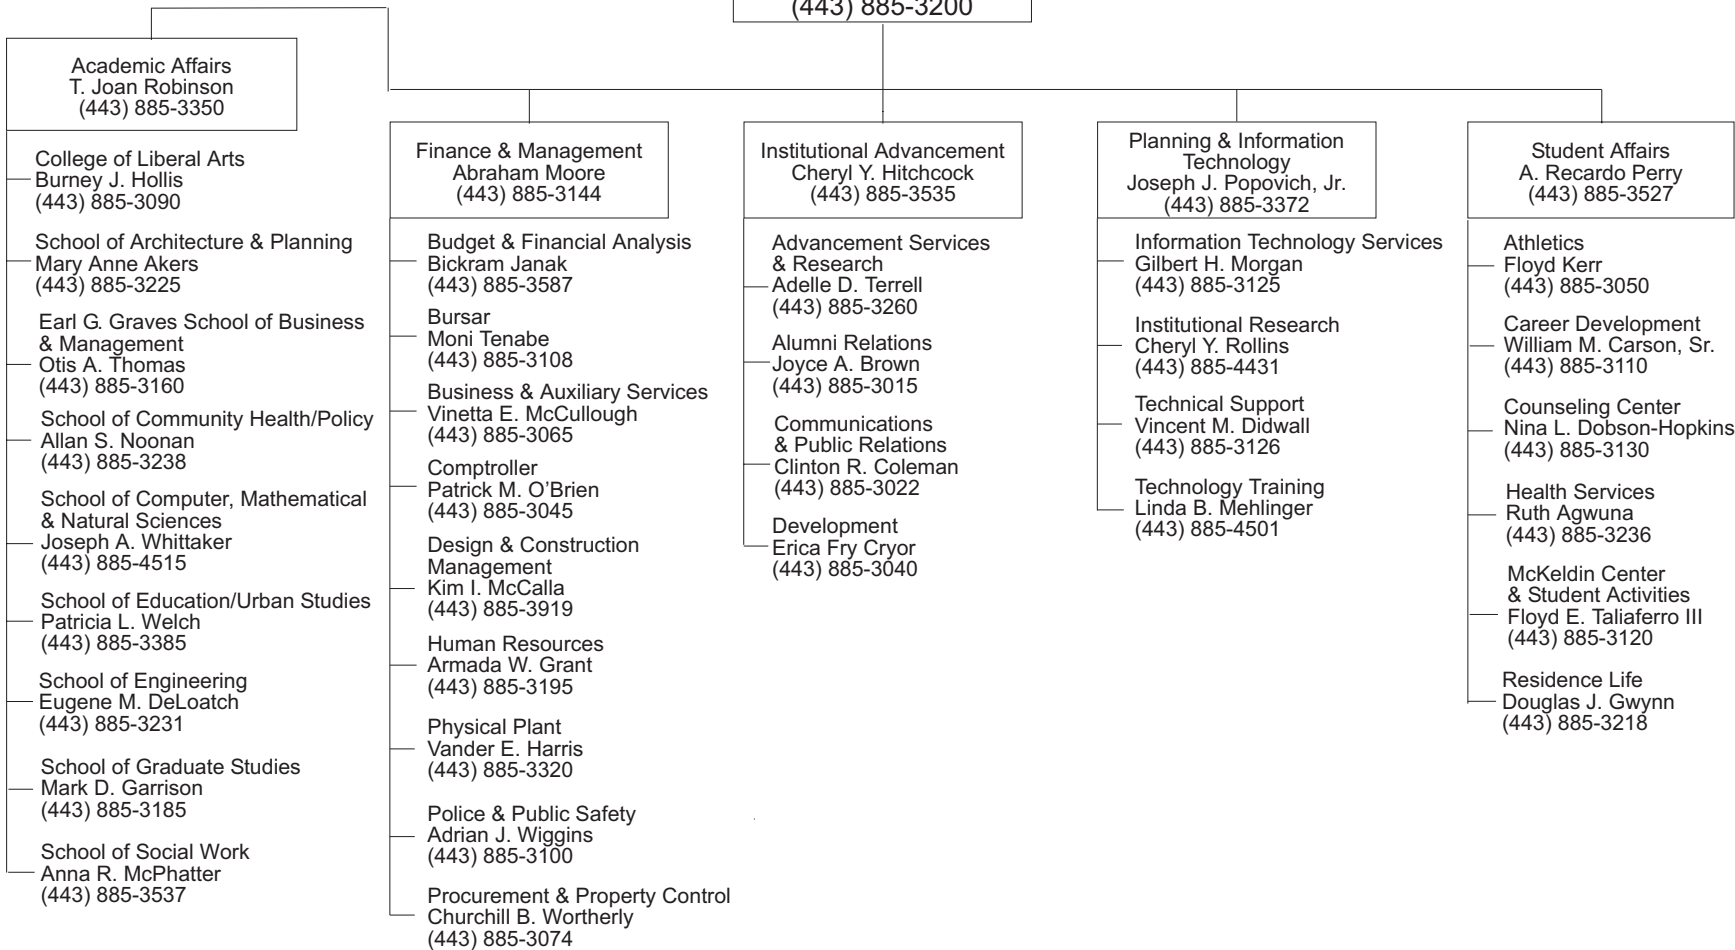 (443) 885-3200
Academic Affairs
T. Joan Robinson
(443) 885-3350
College of Liberal Arts
Burney J. Hollis
(443) 885-3090
School of Architecture & Planning
Mary Anne Akers
(443) 885-3225
Earl G. Graves School of Business
& Management
Otis A. Thomas
(443) 885-3160
School of Community Health/Policy
Allan S. Noonan
(443) 885-3238
School of Computer, Mathematical
& Natural Sciences
Joseph A. Whittaker
(443) 885-4515
School of Education/Urban Studies
Patricia L. Welch
(443) 885-3385
School of Engineering
Eugene M. DeLoatch
(443) 885-3231
School of Graduate Studies
Mark D. Garrison
(443) 885-3185
School of Social Work
Anna R. McPhatter
(443) 885-3537
Finance & Management
Abraham Moore
(443) 885-3144
Budget & Financial Analysis
Bickram Janak
(443) 885-3587
Bursar
Moni Tenabe
(443) 885-3108
Business & Auxiliary Services
Vinetta E. McCullough
(443) 885-3065
Comptroller
Patrick M. O’Brien
(443) 885-3045
Design & Construction
Management
Kim I. McCalla
(443) 885-3919
Human Resources
Armada W. Grant
(443) 885-3195
Physical Plant
Vander E. Harris
(443) 885-3320
Police & Public Safety
Adrian J. Wiggins
(443) 885-3100
Procurement & Property Control
Churchill B. Wortherly
(443) 885-3074
Institutional Advancement
Cheryl Y. Hitchcock
(443) 885-3535
Advancement Services
& Research
Adelle D. Terrell
(443) 885-3260
Alumni Relations
Joyce A. Brown
(443) 885-3015
Communications
& Public Relations
Clinton R. Coleman
(443) 885-3022
Development
Erica Fry Cryor
(443) 885-3040
Planning & Information
Technology
Joseph J. Popovich, Jr.
(443) 885-3372
Information Technology Services
Gilbert H. Morgan
(443) 885-3125
Institutional Research
Cheryl Y. Rollins
(443) 885-4431
Technical Support
Vincent M. Didwall
(443) 885-3126
Technology Training
Linda B. Mehlinger
(443) 885-4501
Student Affairs
A. Recardo Perry
(443) 885-3527
Athletics
Floyd Kerr
(443) 885-3050
Career Development
William M. Carson, Sr.
(443) 885-3110
Counseling Center
Nina L. Dobson-Hopkins
(443) 885-3130
Health Services
Ruth Agwuna
(443) 885-3236
McKeldin Center
& Student Activities
Floyd E. Taliaferro III
(443) 885-3120
Residence Life
Douglas J. Gwynn
(443) 885-3218